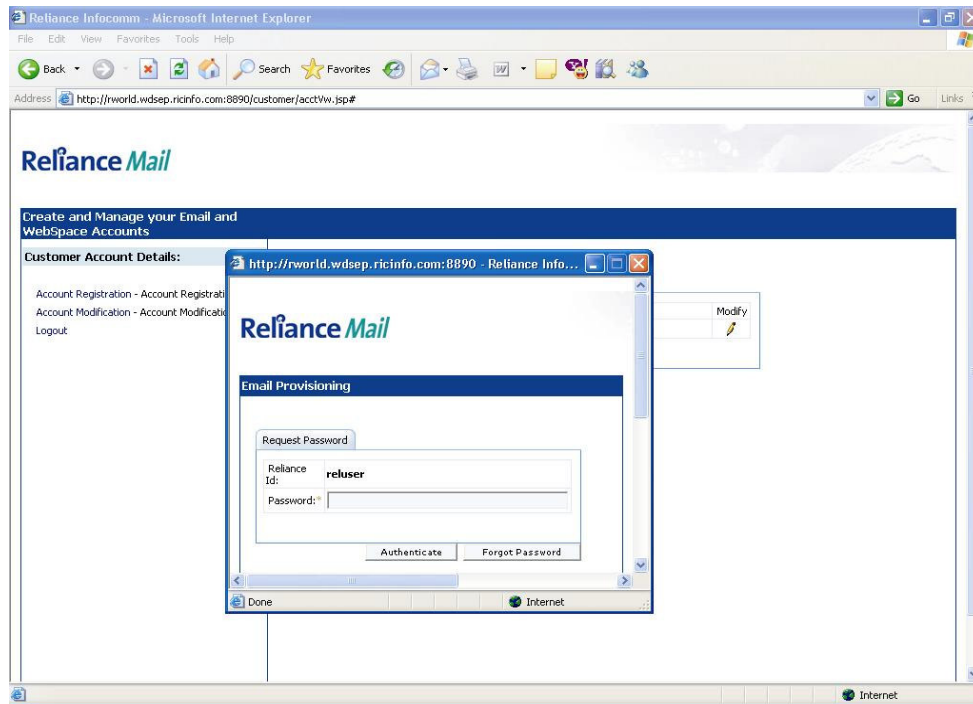 Reliance Infocomm - Microsoft Internet Explorer
File Edit View Favorites Tools Help
Back Search Favorites
Address http://rworld.wdsep.ricinfo.com:8890/customer/acctVw.jsp# Go Links
Reliance Mail
Create and Manage your Email and
WebSpace Accounts
Customer Account Details:
Account Registration - Account Registrati
Account Modification - Account Modificatio
Logout
Modify
http://rworld.wdsep.ricinfo.com:8890 - Reliance Info...
Reliance Mail
Email Provisioning
Request Password
Reliance
Id:
reluser
Password:*
Authenticate Forgot Password
Done Internet
Internet